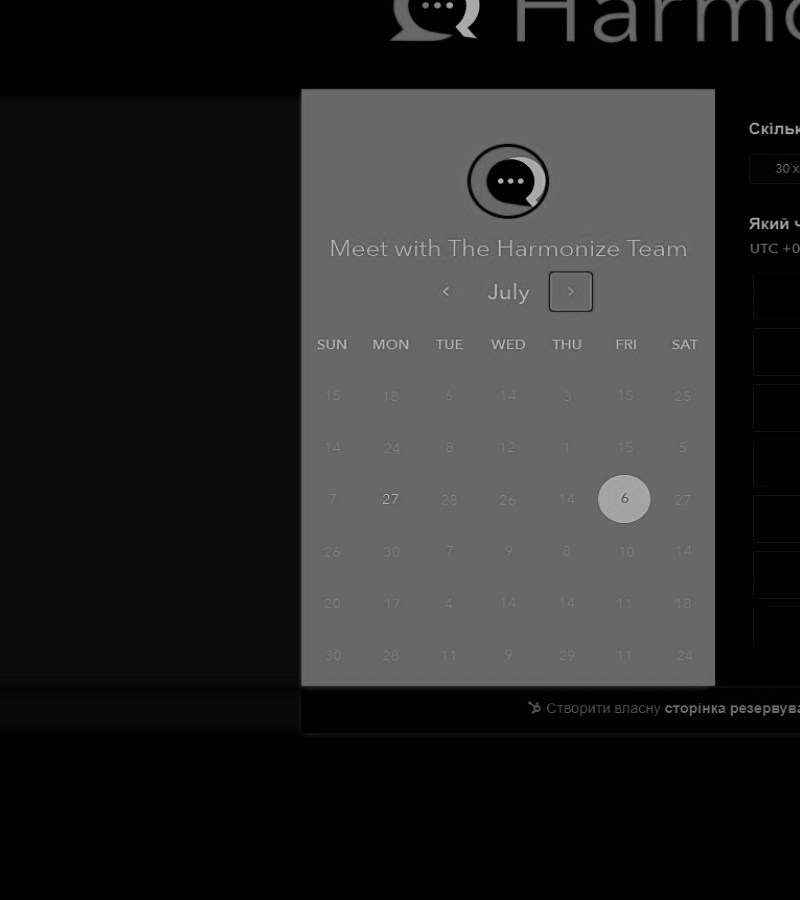 Harmo
Meet with The Harmonize Team
July
SUN MON TUE WED THU FRI SAT
15 18 6 14 3 15 25
14 24 8 12 1 15 5
7 27 28 26 14 6 27
26 30 7 9 8 10 14
20 17 4 14 14 11 18
30 28 11 9 29 11 24
Скільк
30 х
Який ч
UTC +0
Створити власну сторінка резервува